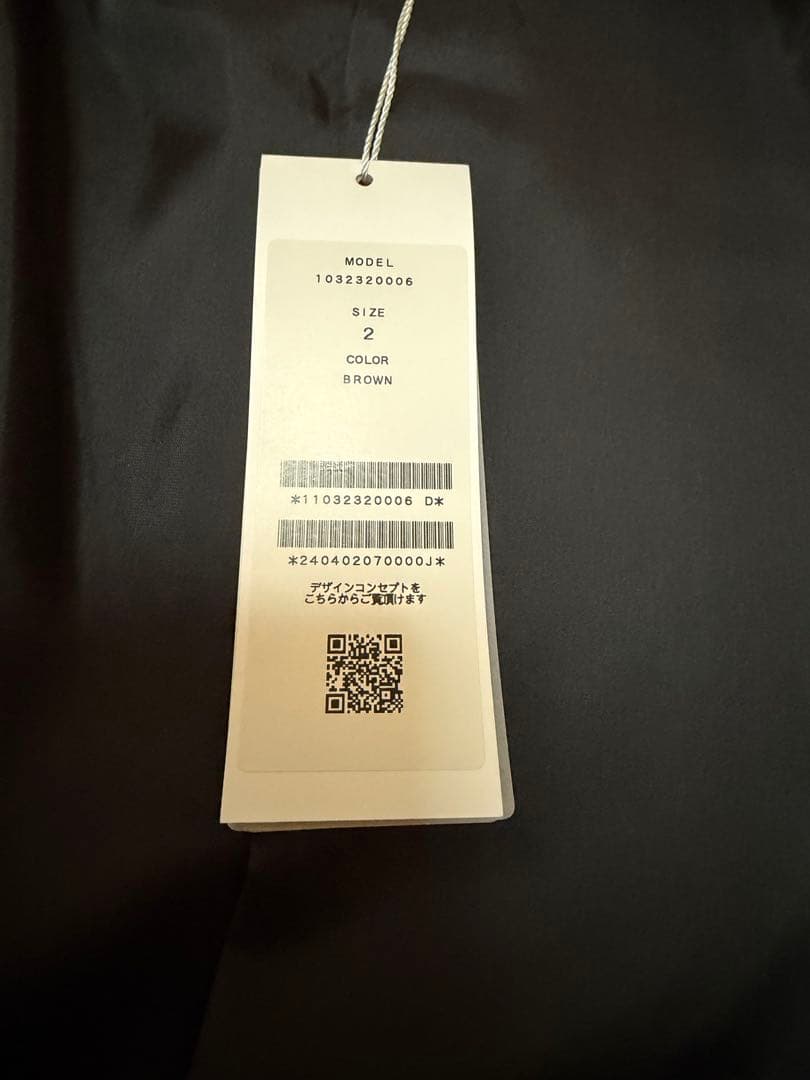 MODEL
1032320006
SIZE
2
COLOR
BROWN
*11032320006 D*
*240402070000J*
デザインコンセプトを
こちらからご覧頂けます